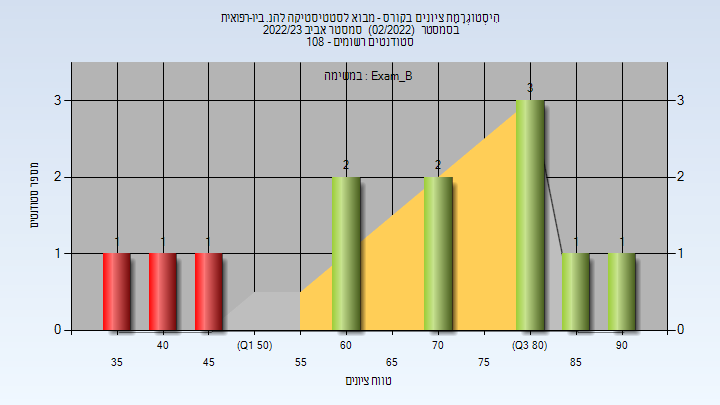 היסטוגרמת ציונים בקורס - מבוא לסטטיסטיקה להנ. ביו-רפואית
בסמסטר (02/2022) סמסטר אביב 2022/23
סטודנטים רשומים - 108
במשימה : Exam_B
מספר סטודנטים
3 3 3
2 2 2 2
1 1 1 1 1 1 1
0 0
40 (Q1 50) 60 70 (Q3 80) 90
35 45 55 65 75 85
טווח ציונים